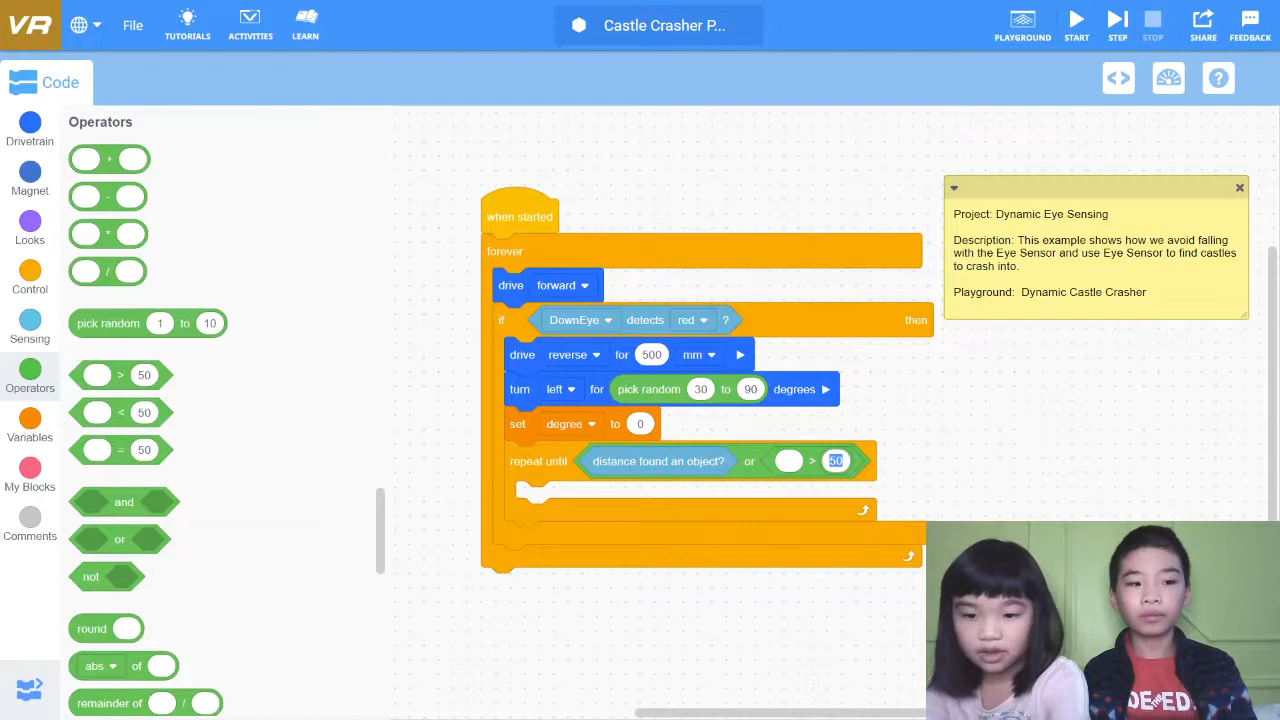 VR
File
TUTORIALS
ACTIVITIES
LEARN
Castle Crasher P...
PLAYGROUND
START
STEP
STOP
SHARE
FEEDBACK
Code
Drivetrain
Magnet
Looks
Control
Sensing
Operators
Variables
My Blocks
Comments
Operators
+
-
*
/
pick random 1 to 10
> 50
< 50
= 50
and
or
not
round
abs of
remainder of /
when started
forever
drive forward
if DownEye detects red ? then
drive reverse for 500 mm
turn left for pick random 30 to 90 degrees
set degree to 0
repeat until distance found an object? or > 50
Project: Dynamic Eye Sensing
Description: This example shows how we avoid falling
with the Eye Sensor and use Eye Sensor to find castles
to crash into.
Playground: Dynamic Castle Crasher